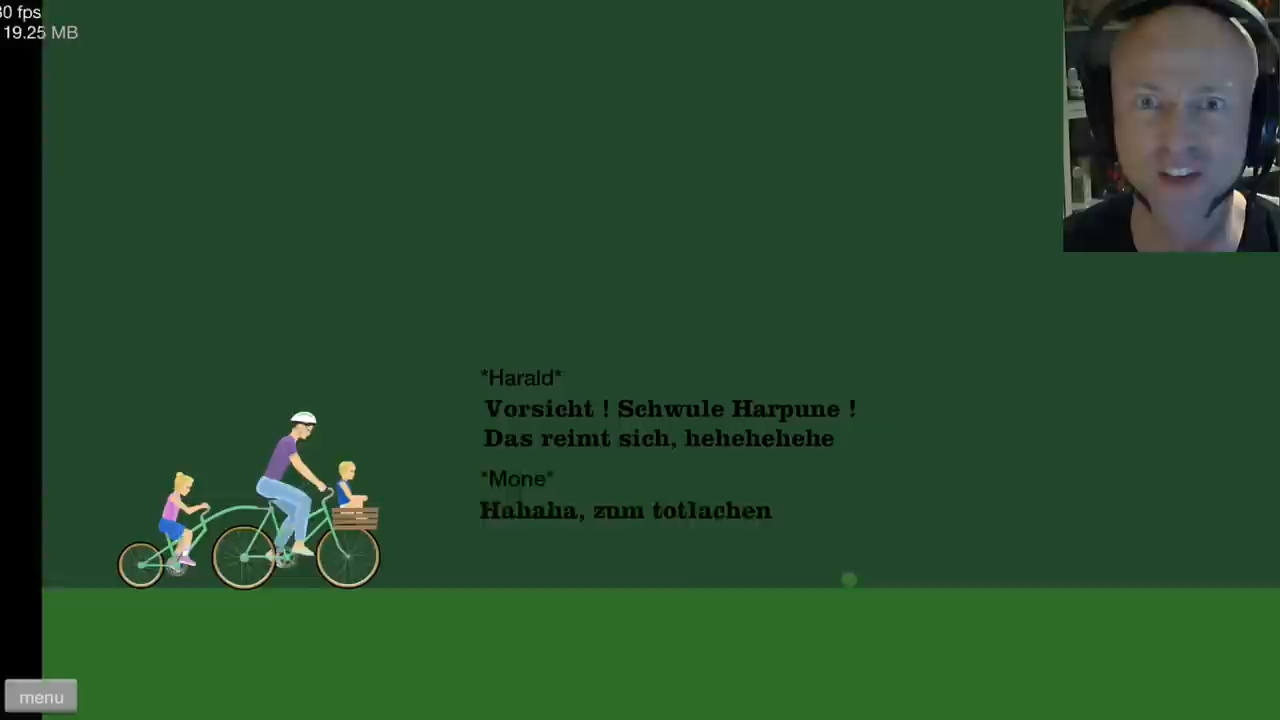 30 fps
19.25 MB
*Harald*
Vorsicht ! Schwule Harpune !
Das reimt sich, hehehehehe
*Mone*
Hahaha, zum totlachen
menu